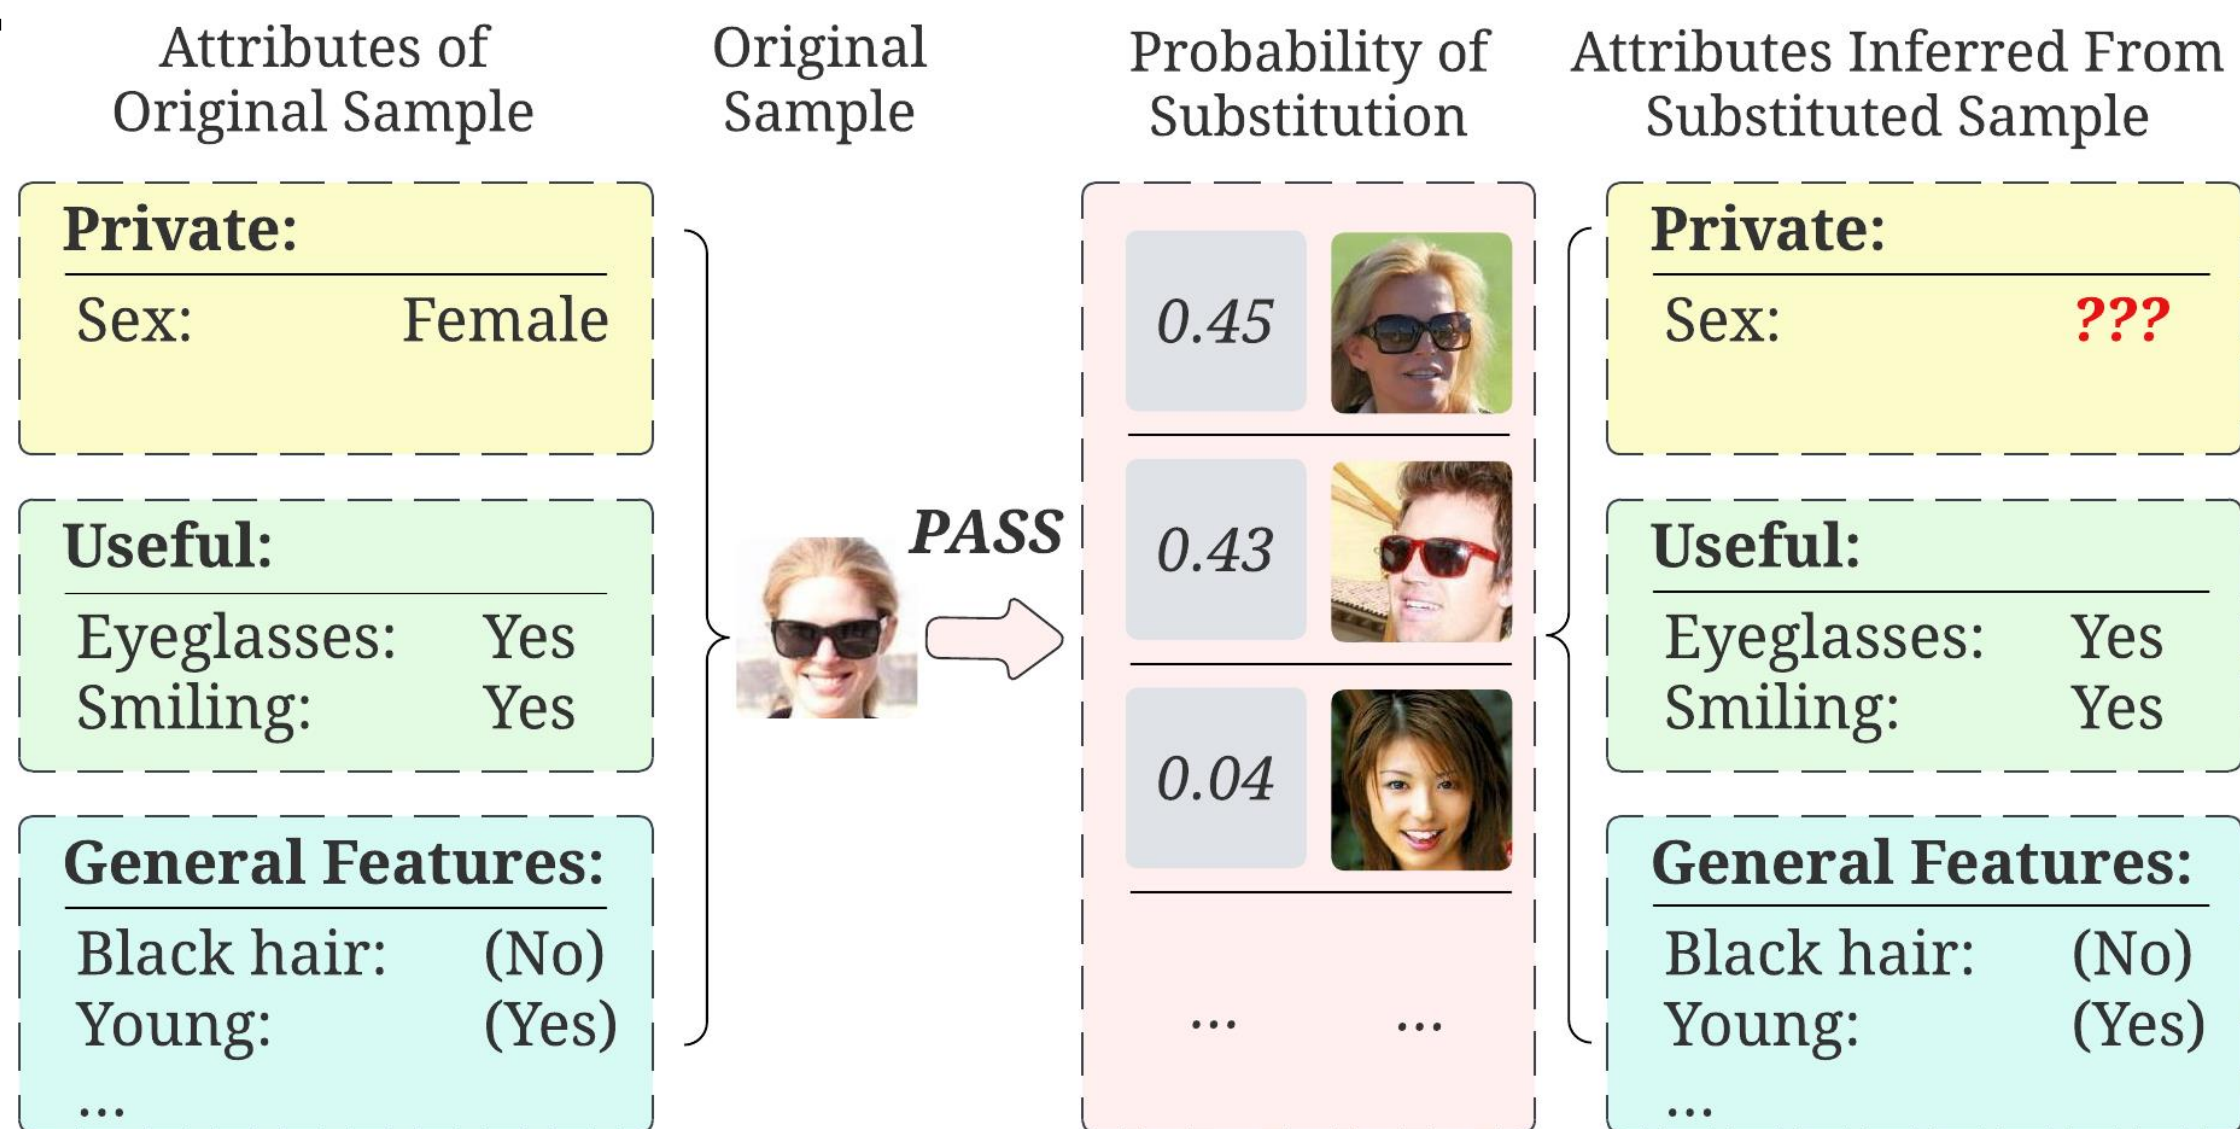 Attributes of
Original Sample
Original
Sample
Probability of
Substitution
Attributes Inferred From
Substituted Sample
Private:
Sex: Female
Useful:
Eyeglasses: Yes
Smiling: Yes
General Features:
Black hair: (No)
Young: (Yes)
...
PASS
0.45
0.43
0.04
... ...
Private:
Sex: ???
Useful:
Eyeglasses: Yes
Smiling: Yes
General Features:
Black hair: (No)
Young: (Yes)
...